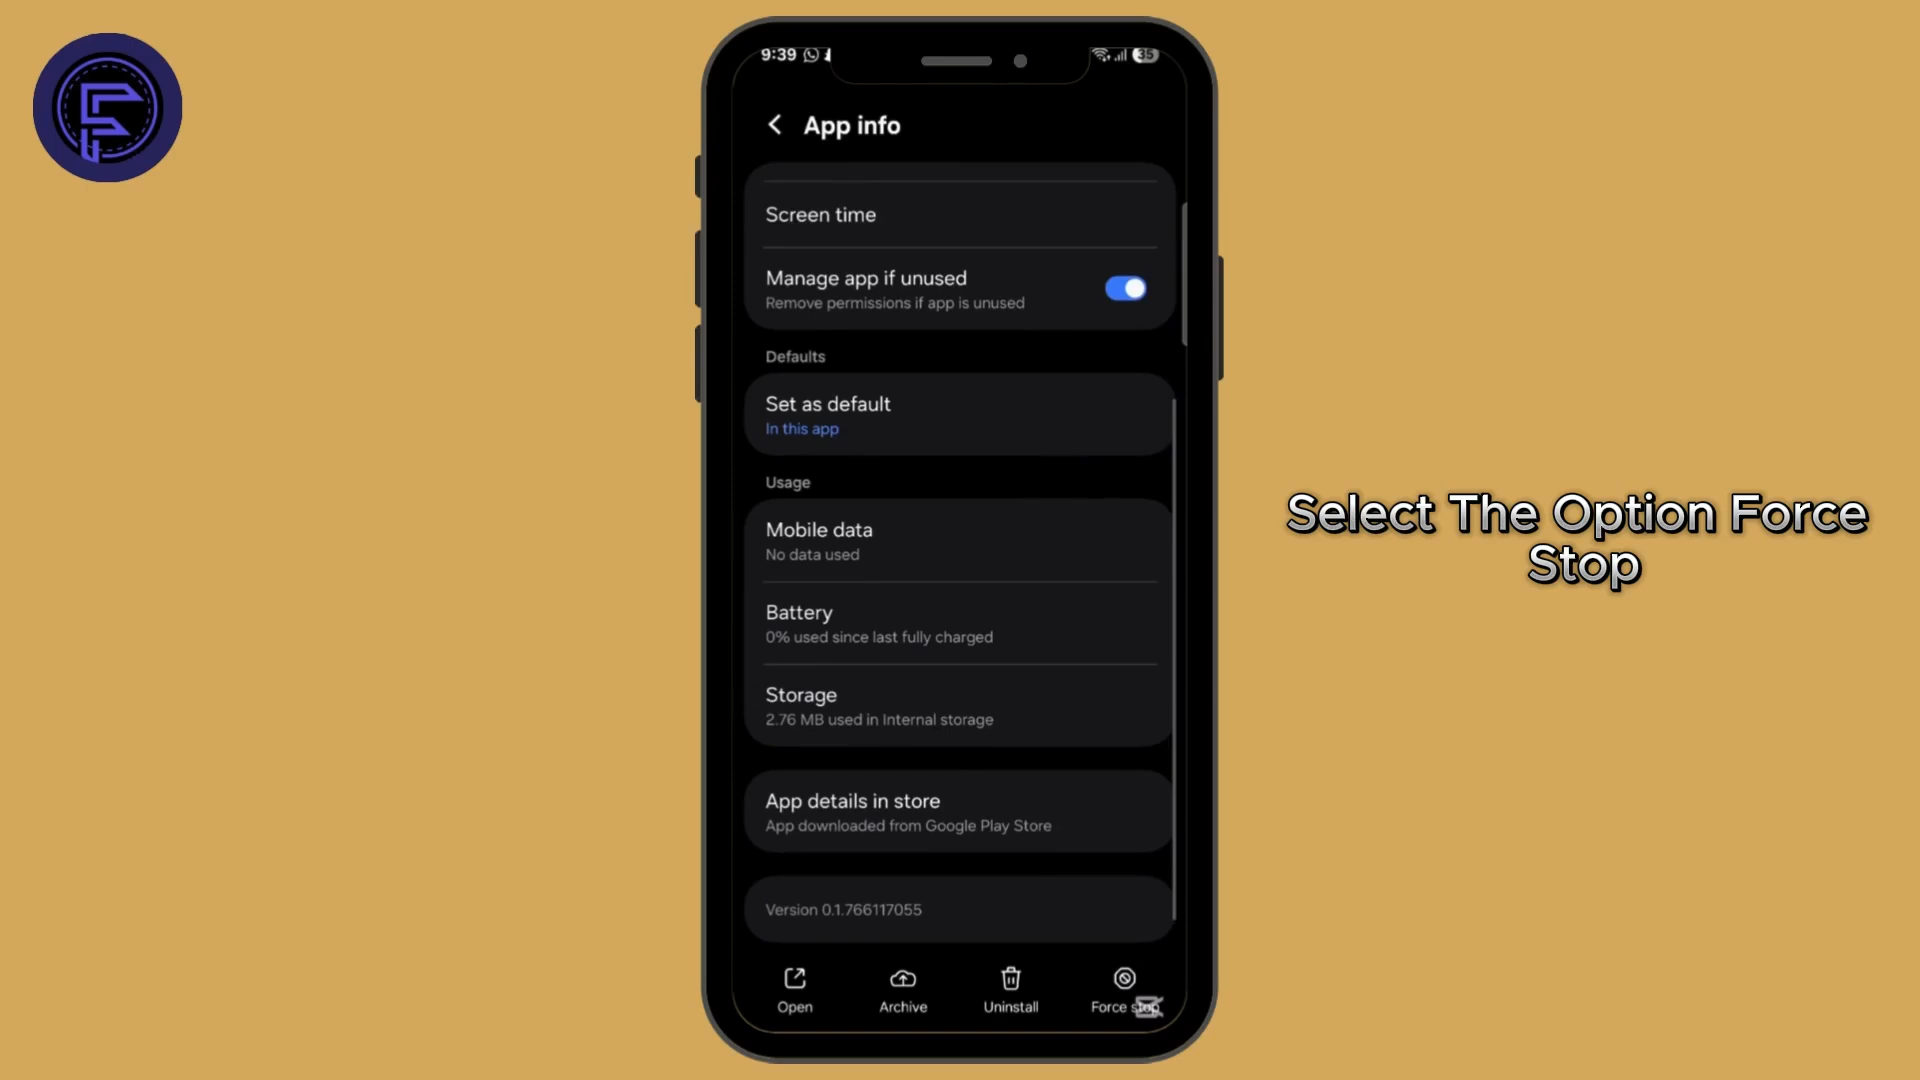 9:39
35
App info
Screen time
Manage app if unused
Remove permissions if app is unused
Defaults
Set as default
In this app
Usage
Mobile data
No data used
Battery
0% used since last fully charged
Storage
2.76 MB used in Internal storage
App details in store
App downloaded from Google Play Store
Version 0.1.766117055
Open
Archive
Uninstall
Force stop
Select The Option Force
Stop